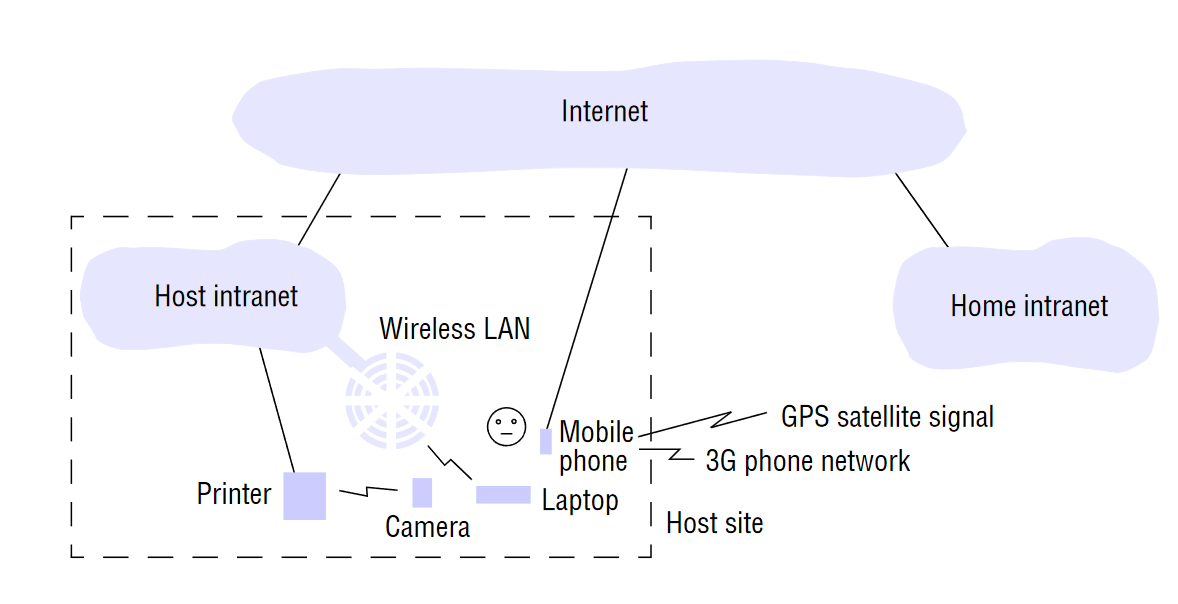 Internet
Host intranet
Home intranet
Wireless LAN
GPS satellite signal
Mobile
phone
3G phone network
Printer
Laptop
Camera
Host site